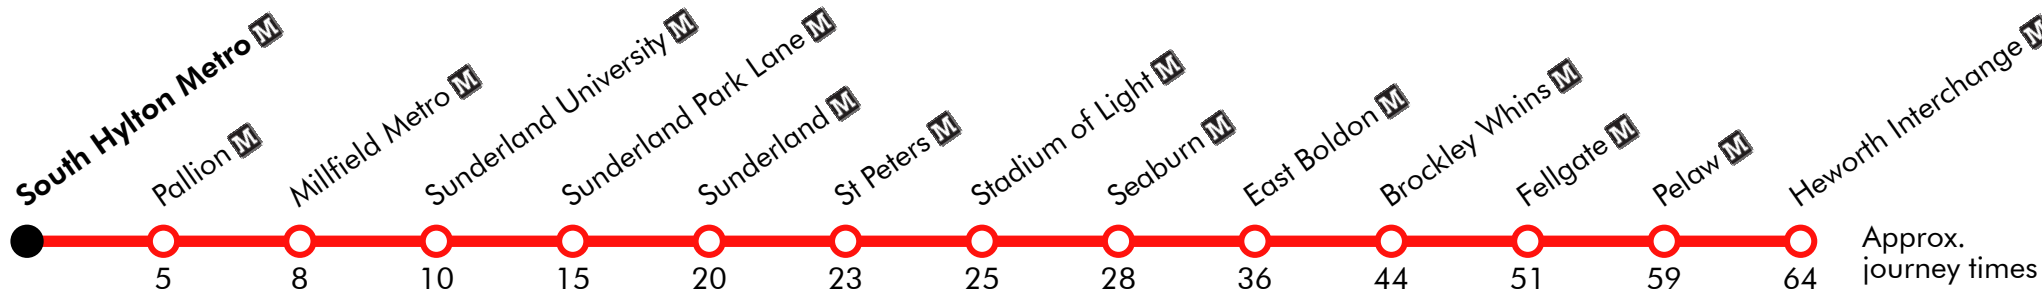 South Hylton Metro M
Pallion M
Millfield Metro M
Sunderland University M
Sunderland Park Lane M
Sunderland M
St Peters M
Stadium of Light M
Seaburn M
East Boldon M
Brockley Whins M
Fellgate M
Pelaw M
Heworth Interchange M
5 8 10 15 20 23 25 28 36 44 51 59 64
Approx.
journey times